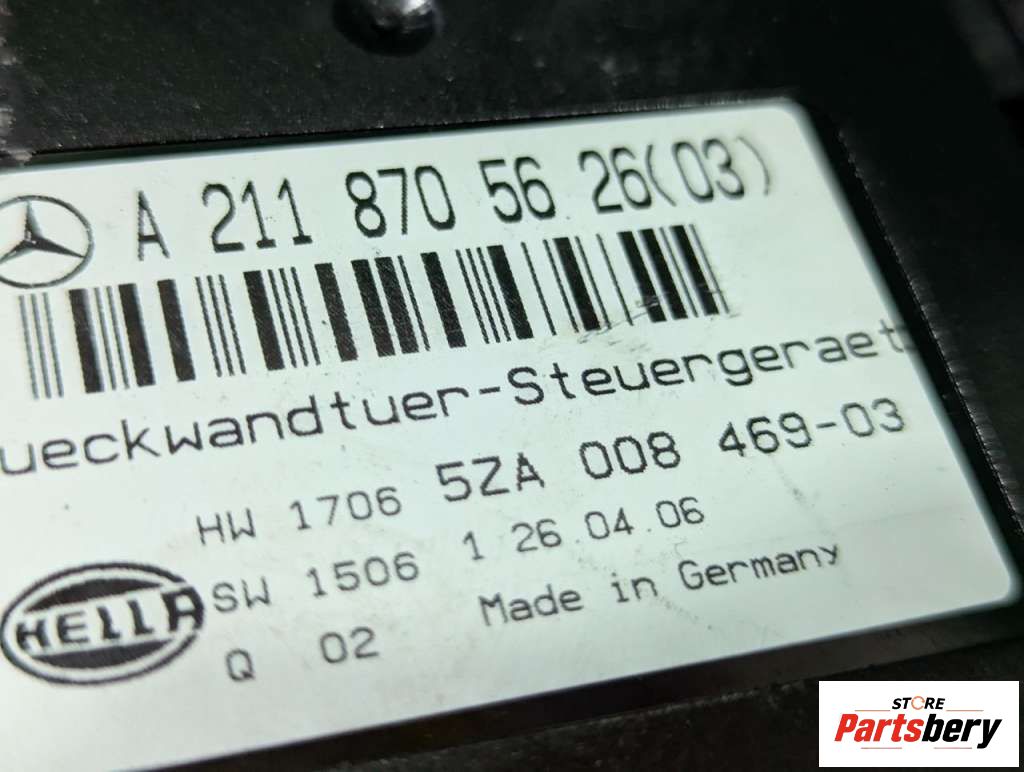 A 211 870 56 26(03)
ueckwandtuer-Steuergeraet
HW 1706 5ZA 008 469-03
SW 1506 1 26.04.06
HELLA
Q 02 Made in Germany
STORE
Partsbery